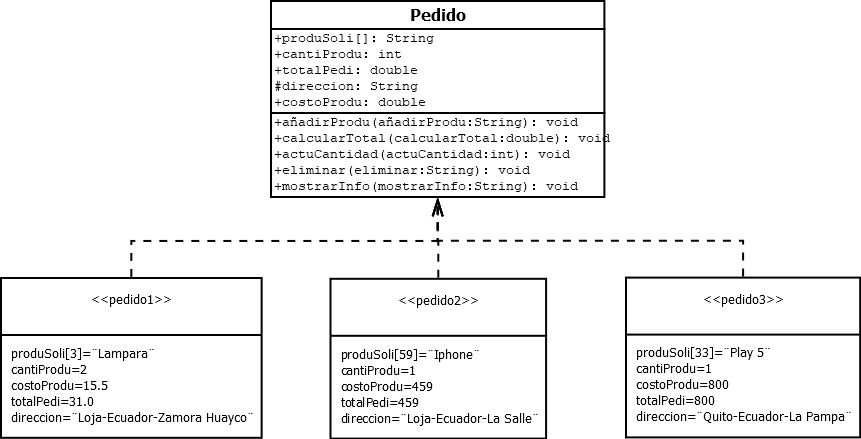 Pedido
+produSoli[]: String
+cantiProdu: int
+totalPedi: double
#direccion: String
+costoProdu: double
+añadirProdu(añadirProdu:String): void
+calcularTotal(calcularTotal:double): void
+actuCantidad(actuCantidad:int): void
+eliminar(eliminar:String): void
+mostrarInfo(mostrarInfo:String): void
<<pedido1>>
produSoli[3]=¨Lampara¨
cantiProdu=2
costoProdu=15.5
totalPedi=31.0
direccion=¨Loja-Ecuador-Zamora Huayco¨
<<pedido2>>
produSoli[59]=¨Iphone¨
cantiProdu=1
costoProdu=459
totalPedi=459
direccion=¨Loja-Ecuador-La Salle¨
<<pedido3>>
produSoli[33]=¨Play 5¨
cantiProdu=1
costoProdu=800
totalPedi=800
direccion=¨Quito-Ecuador-La Pampa¨